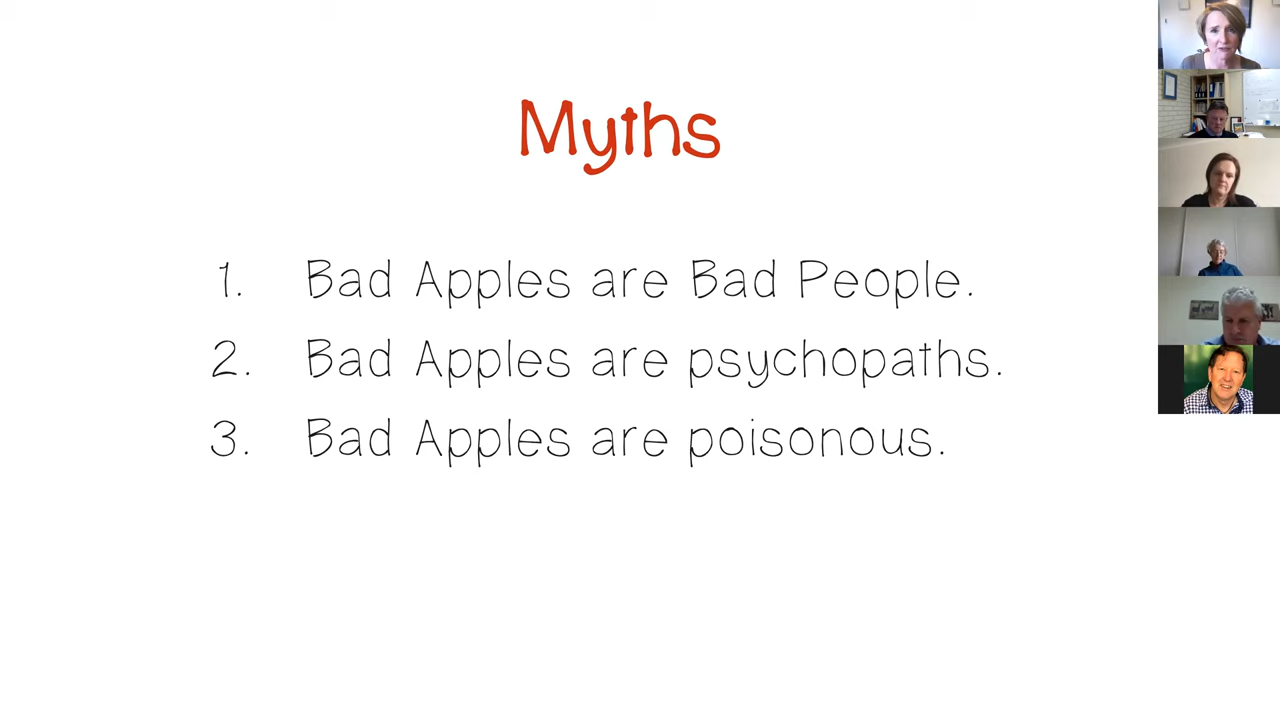 Myths
1. Bad Apples are Bad People.
2. Bad Apples are psychopaths.
3. Bad Apples are poisonous.